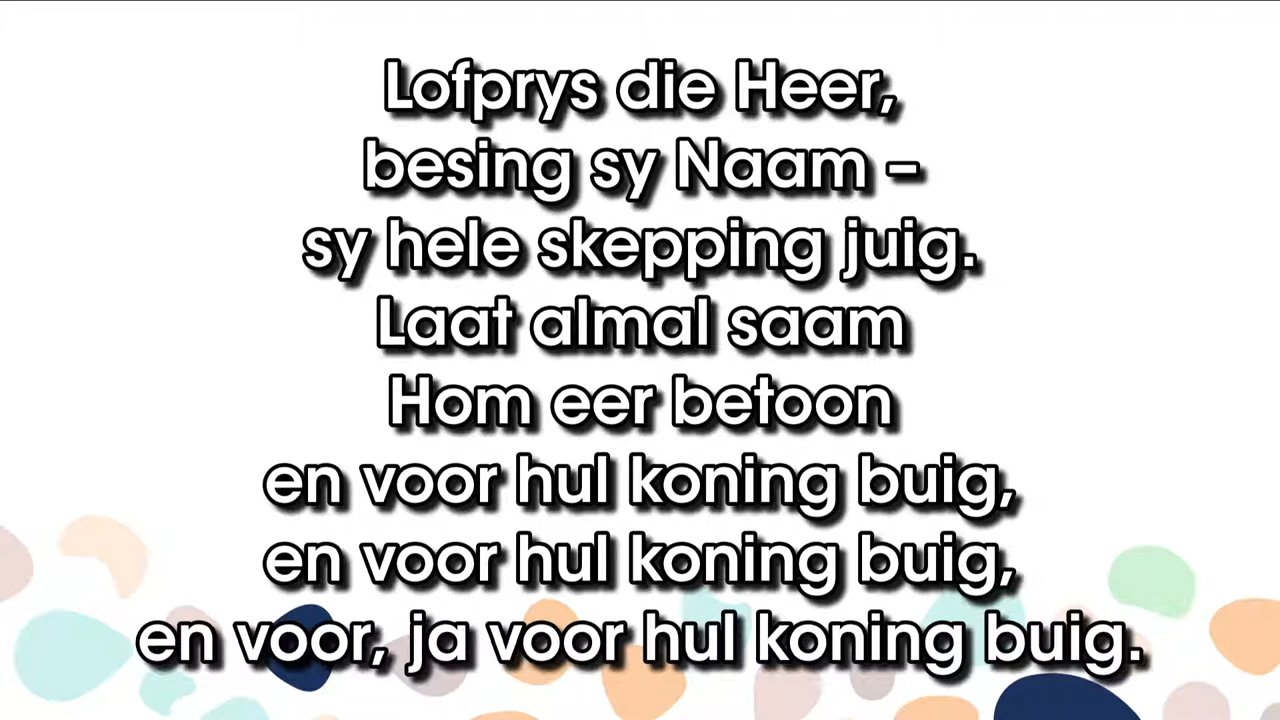 Lofprys die Heer,
besing sy Naam –
sy hele skepping juig.
Laat almal saam
Hom eer betoon
en voor hul koning buig,
en voor hul koning buig,
en voor, ja voor hul koning buig.